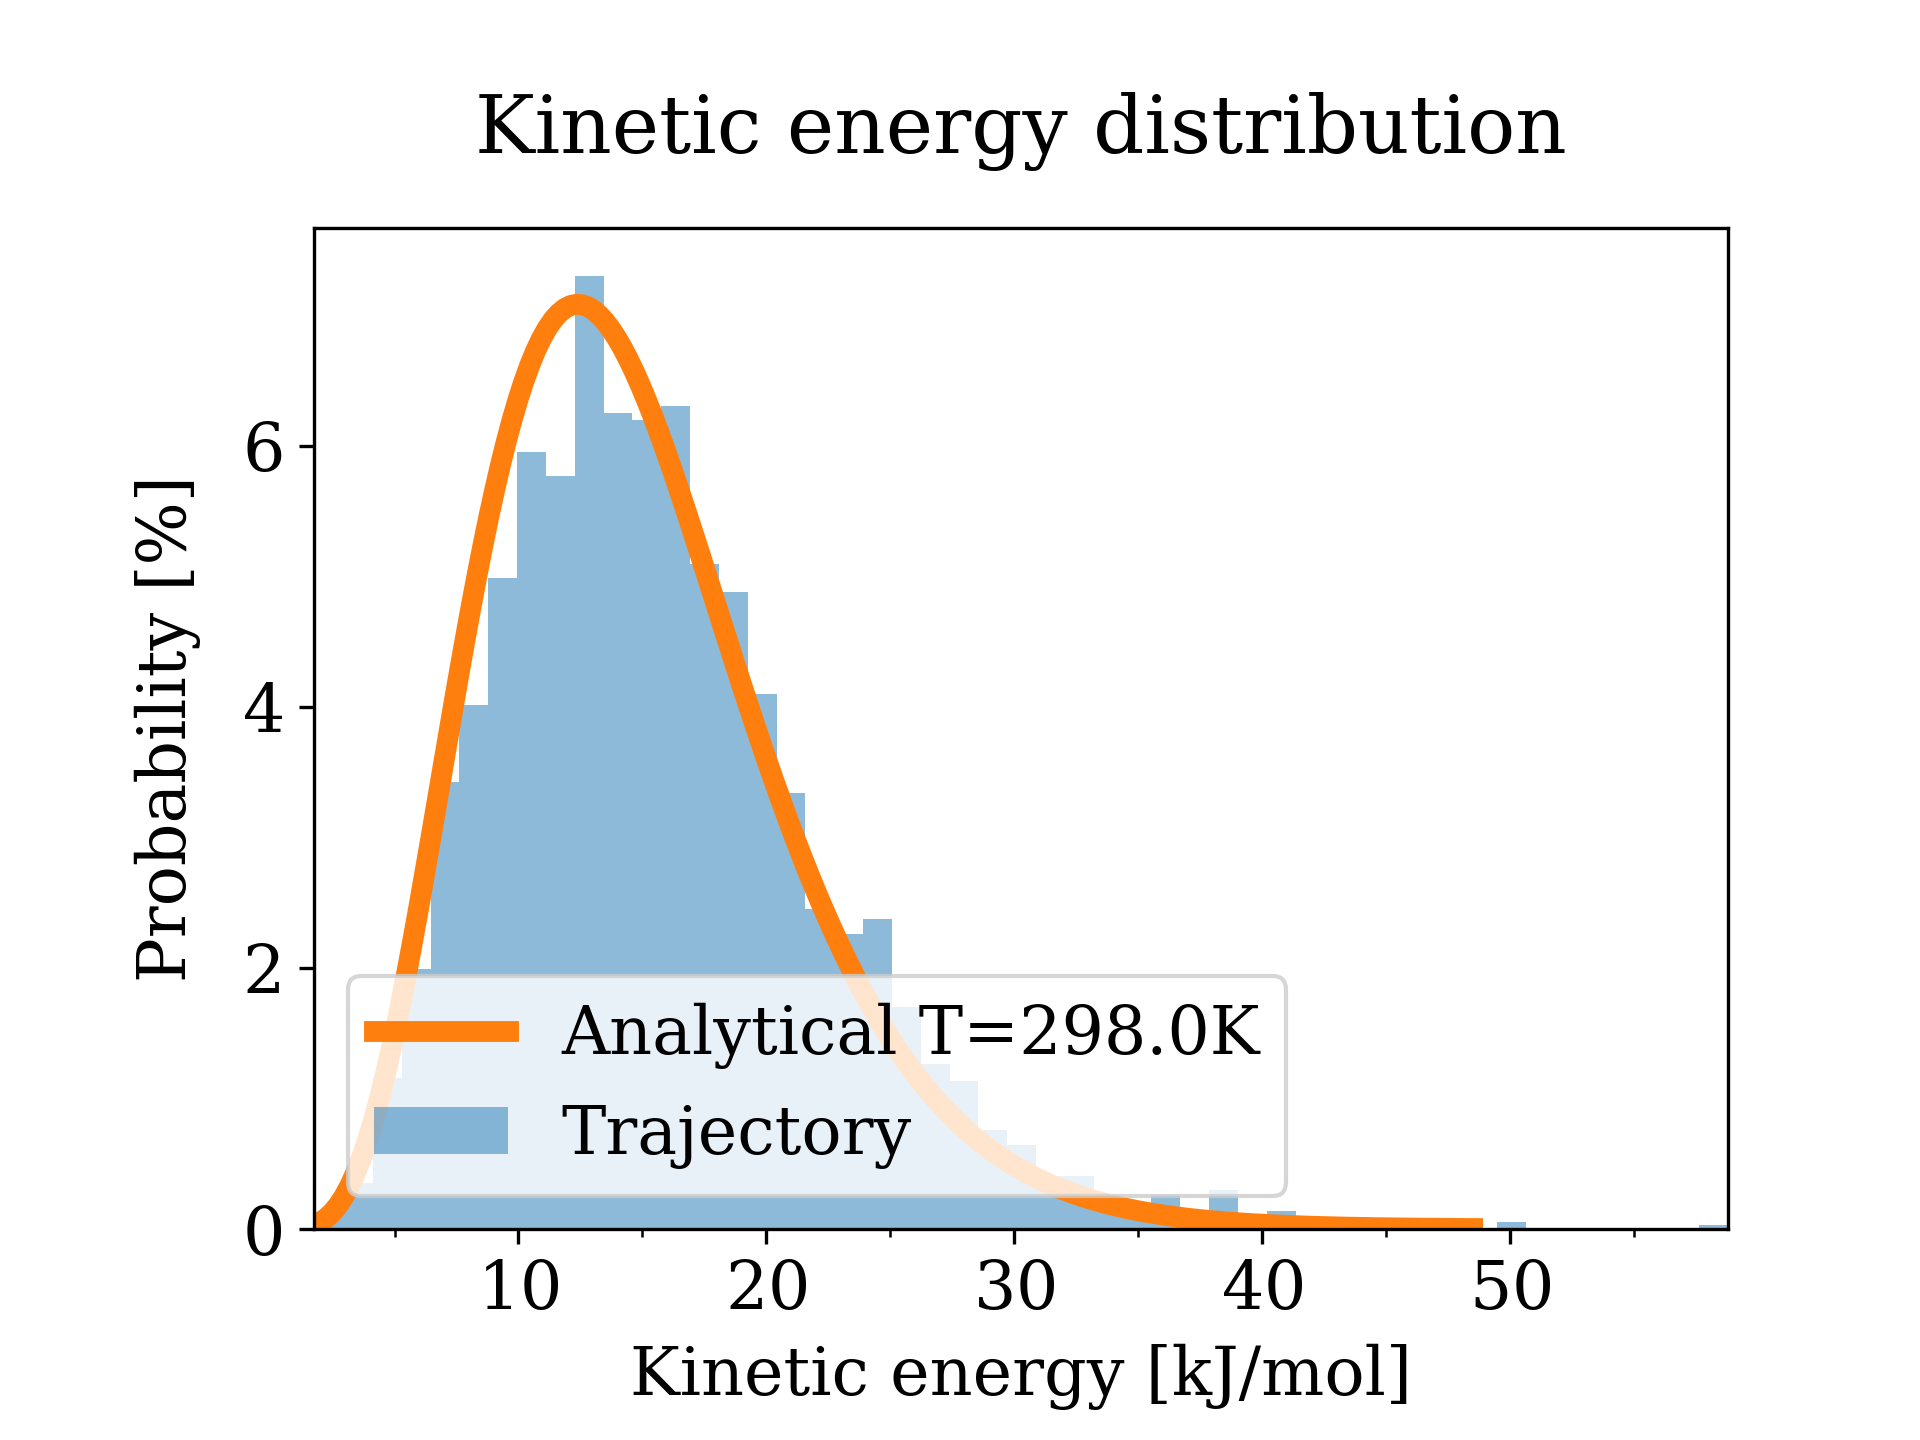 Kinetic energy distribution
Probability [%]
6
4
2
0
Analytical T=298.0K
Trajectory
10 20 30 40 50
Kinetic energy [kJ/mol]